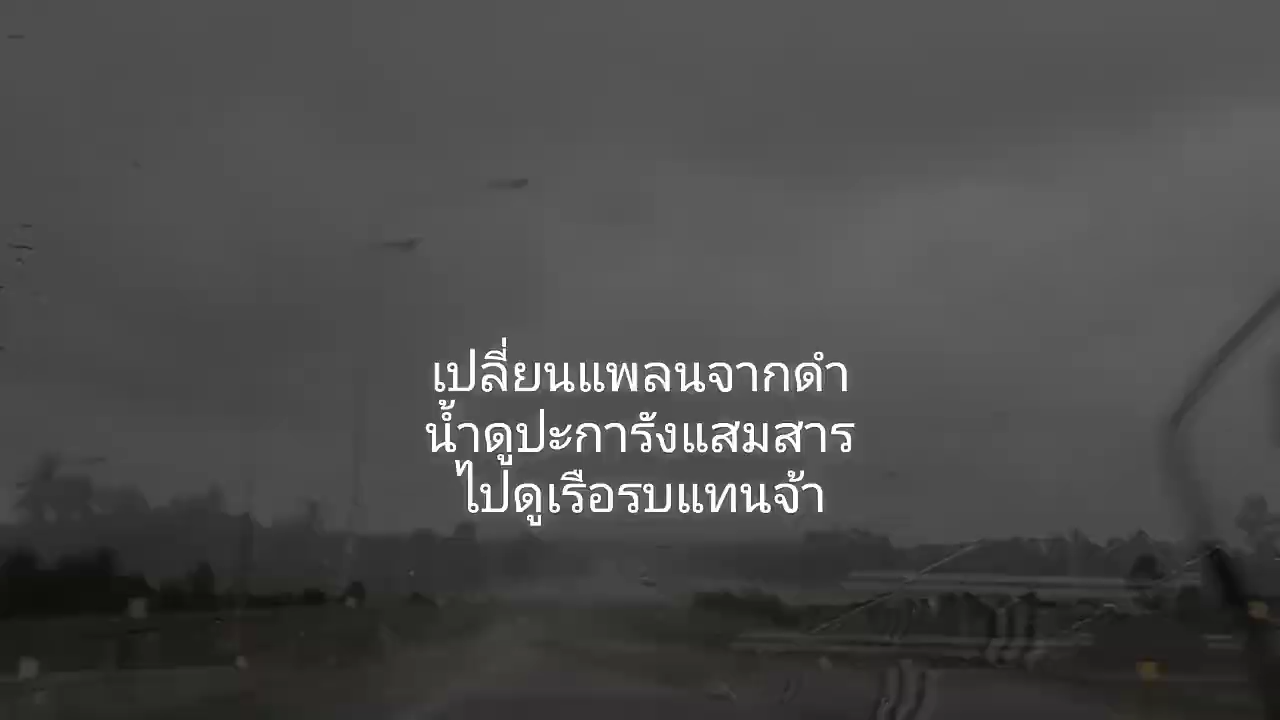 เปลี่ยนแพลนจากดำ
น้ำดูปะการังแสมสาร
ไปดูเรือรบแทนจ้า